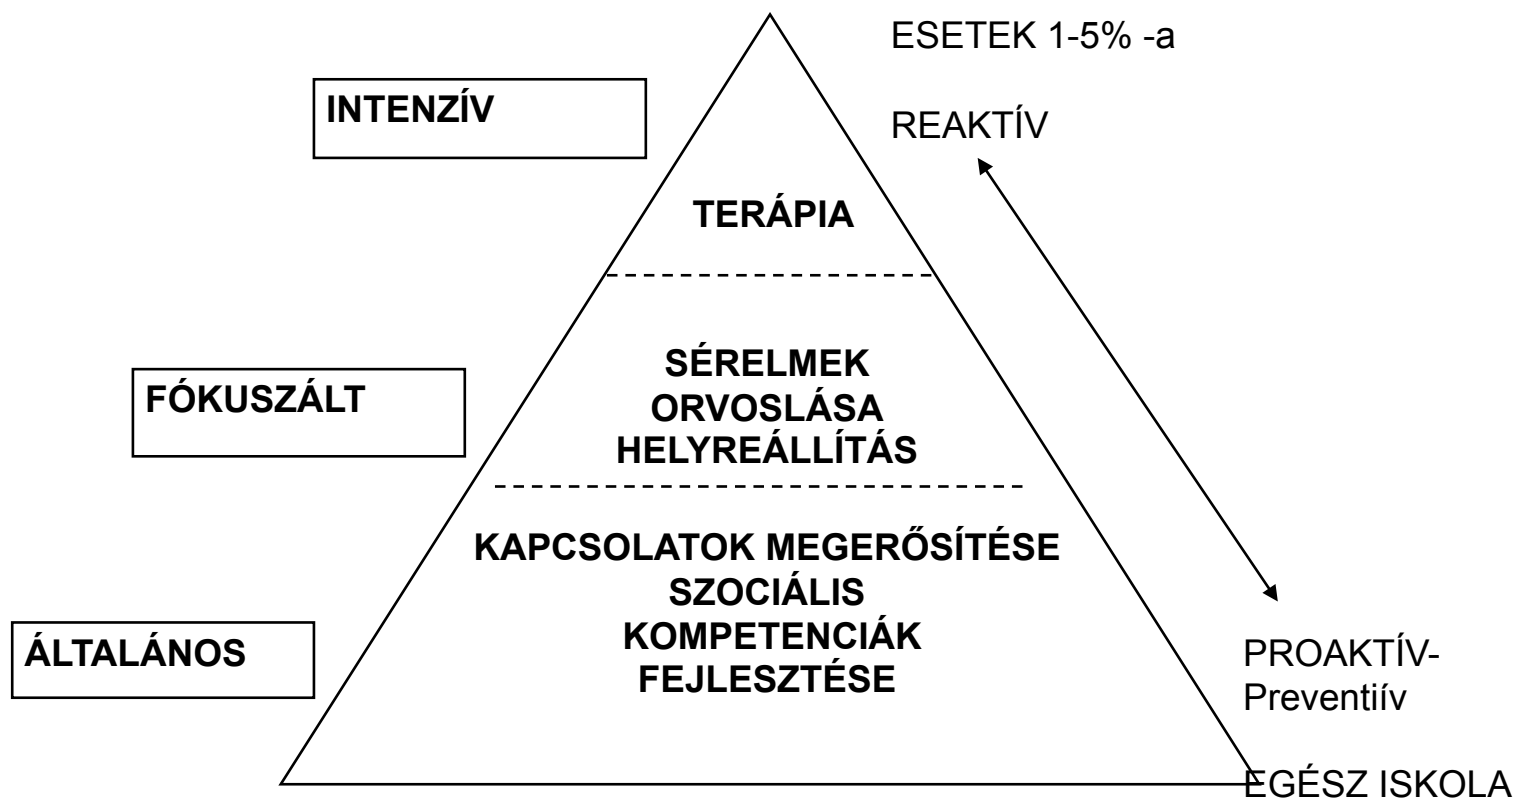 ESETEK 1-5% -a
INTENZÍV
REAKTÍV
TERÁPIA
SÉRELMEK
ORVOSLÁSA
HELYREÁLLÍTÁS
FÓKUSZÁLT
KAPCSOLATOK MEGERŐSÍTÉSE
SZOCIÁLIS
KOMPETENCIÁK
FEJLESZTÉSE
ÁLTALÁNOS
PROAKTÍV-
Preventiív
EGÉSZ ISKOLA